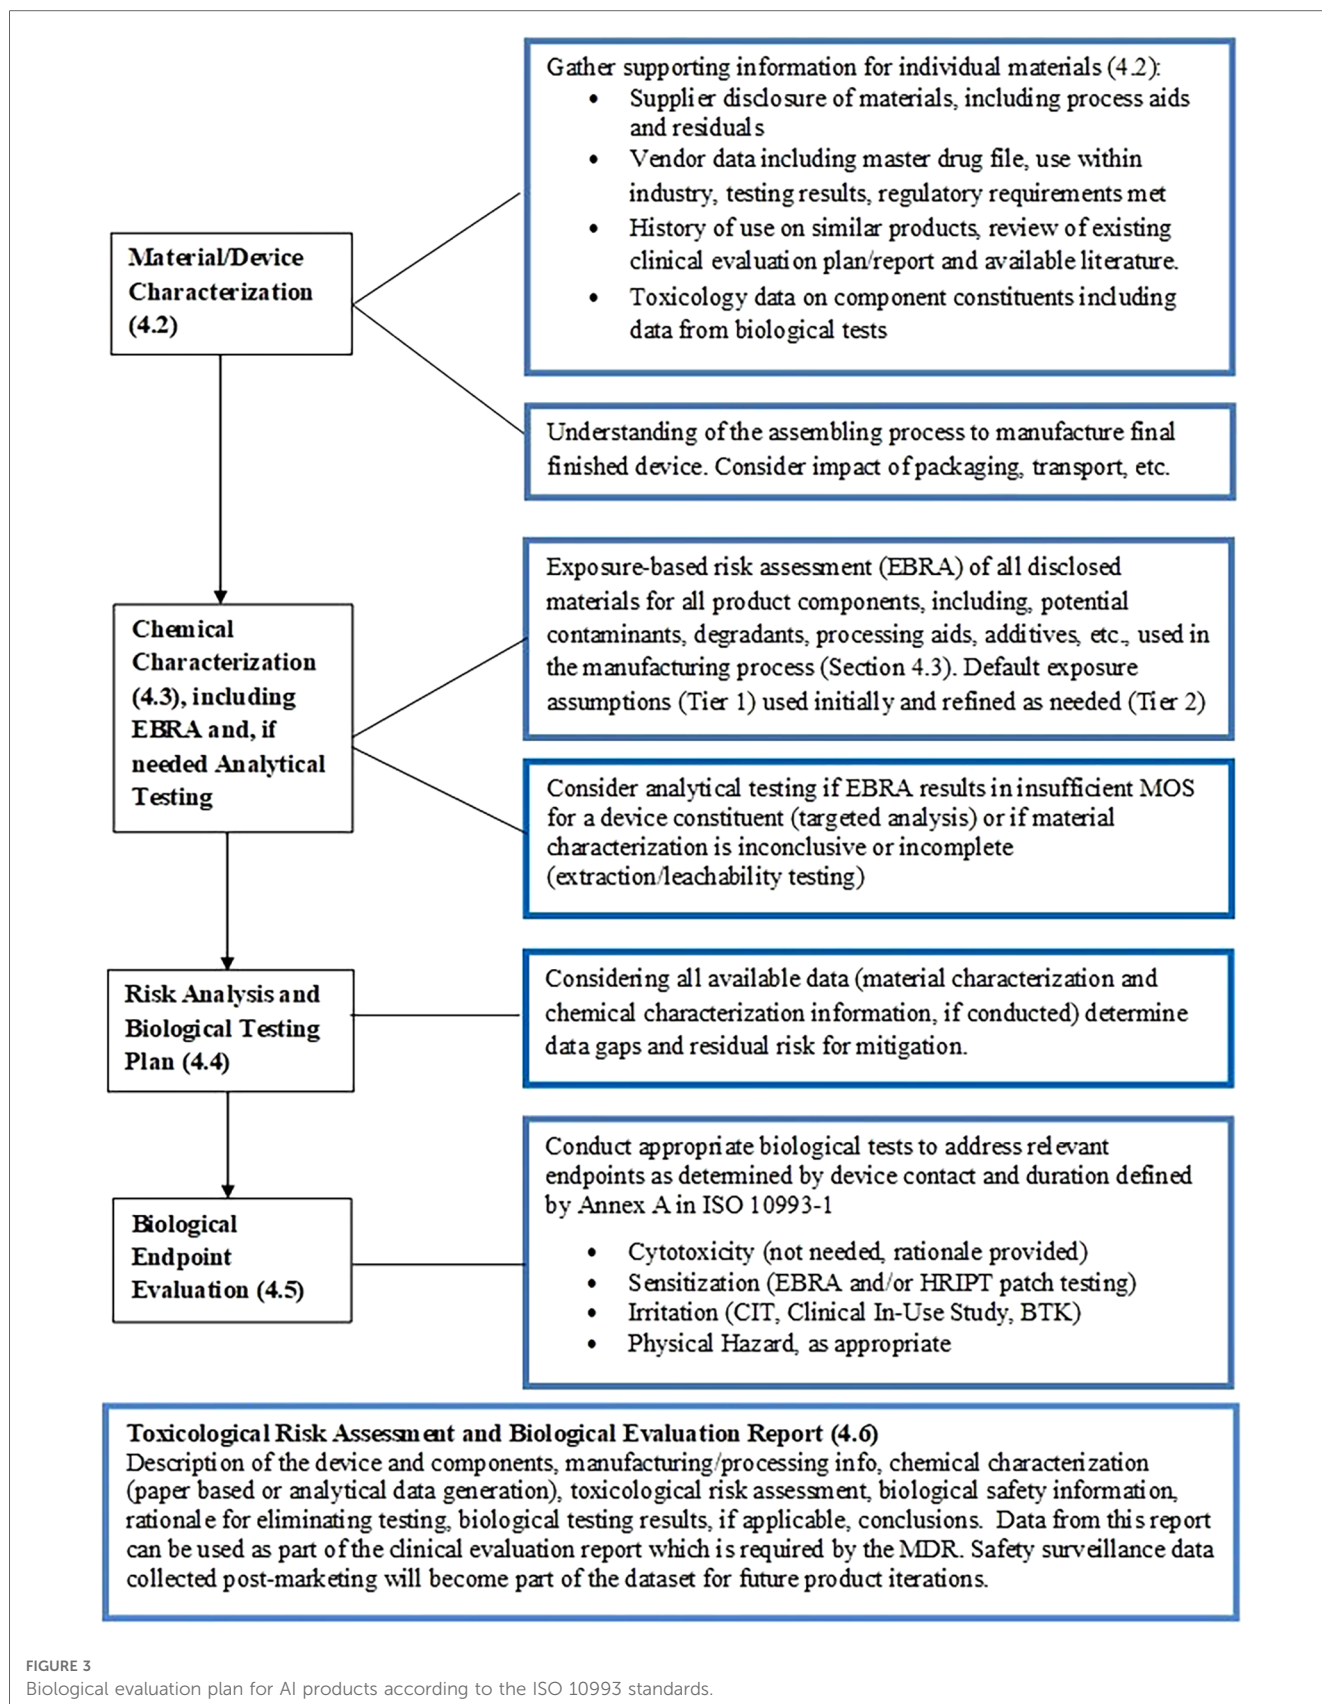 Gather supporting information for individual materials (4.2):
• Supplier disclosure of materials, including process aids
and residuals
• Vendor data including master drug file, use within
industry, testing results, regulatory requirements met
• History of use on similar products, review of existing
clinical evaluation plan/report and available literature.
• Toxicology data on component constituents including
data from biological tests
Material/Device
Characterization
(4.2)
Understanding of the assembling process to manufacture final
finished device. Consider impact of packaging, transport, etc.
Chemical
Characterization
(4.3), including
EBRA and, if
needed Analytical
Testing
Exposure-based risk assessment (EBRA) of all disclosed
materials for all product components, including, potential
contaminants, degradants, processing aids, additives, etc., used in
the manufacturing process (Section 4.3). Default exposure
assumptions (Tier 1) used initially and refined as needed (Tier 2)
Consider analytical testing if EBRA results in insufficient MOS
for a device constituent (targeted analysis) or if material
characterization is inconclusive or incomplete
(extraction/leachability testing)
Risk Analysis and
Biological Testing
Plan (4.4)
Considering all available data (material characterization and
chemical characterization information, if conducted) determine
data gaps and residual risk for mitigation.
Biological
Endpoint
Evaluation (4.5)
Conduct appropriate biological tests to address relevant
endpoints as determined by device contact and duration defined
by Annex A in ISO 10993-1
• Cytotoxicity (not needed, rationale provided)
• Sensitization (EBRA and/or HRIPT patch testing)
• Irritation (CIT, Clinical In-Use Study, BTK)
• Physical Hazard, as appropriate
Toxicological Risk Assessment and Biological Evaluation Report (4.6)
Description of the device and components, manufacturing/processing info, chemical characterization
(paper based or analytical data generation), toxicological risk assessment, biological safety information,
rationale for eliminating testing, biological testing results, if applicable, conclusions. Data from this report
can be used as part of the clinical evaluation report which is required by the MDR. Safety surveillance data
collected post-marketing will become part of the dataset for future product iterations.
FIGURE 3
Biological evaluation plan for AI products according to the ISO 10993 standards.